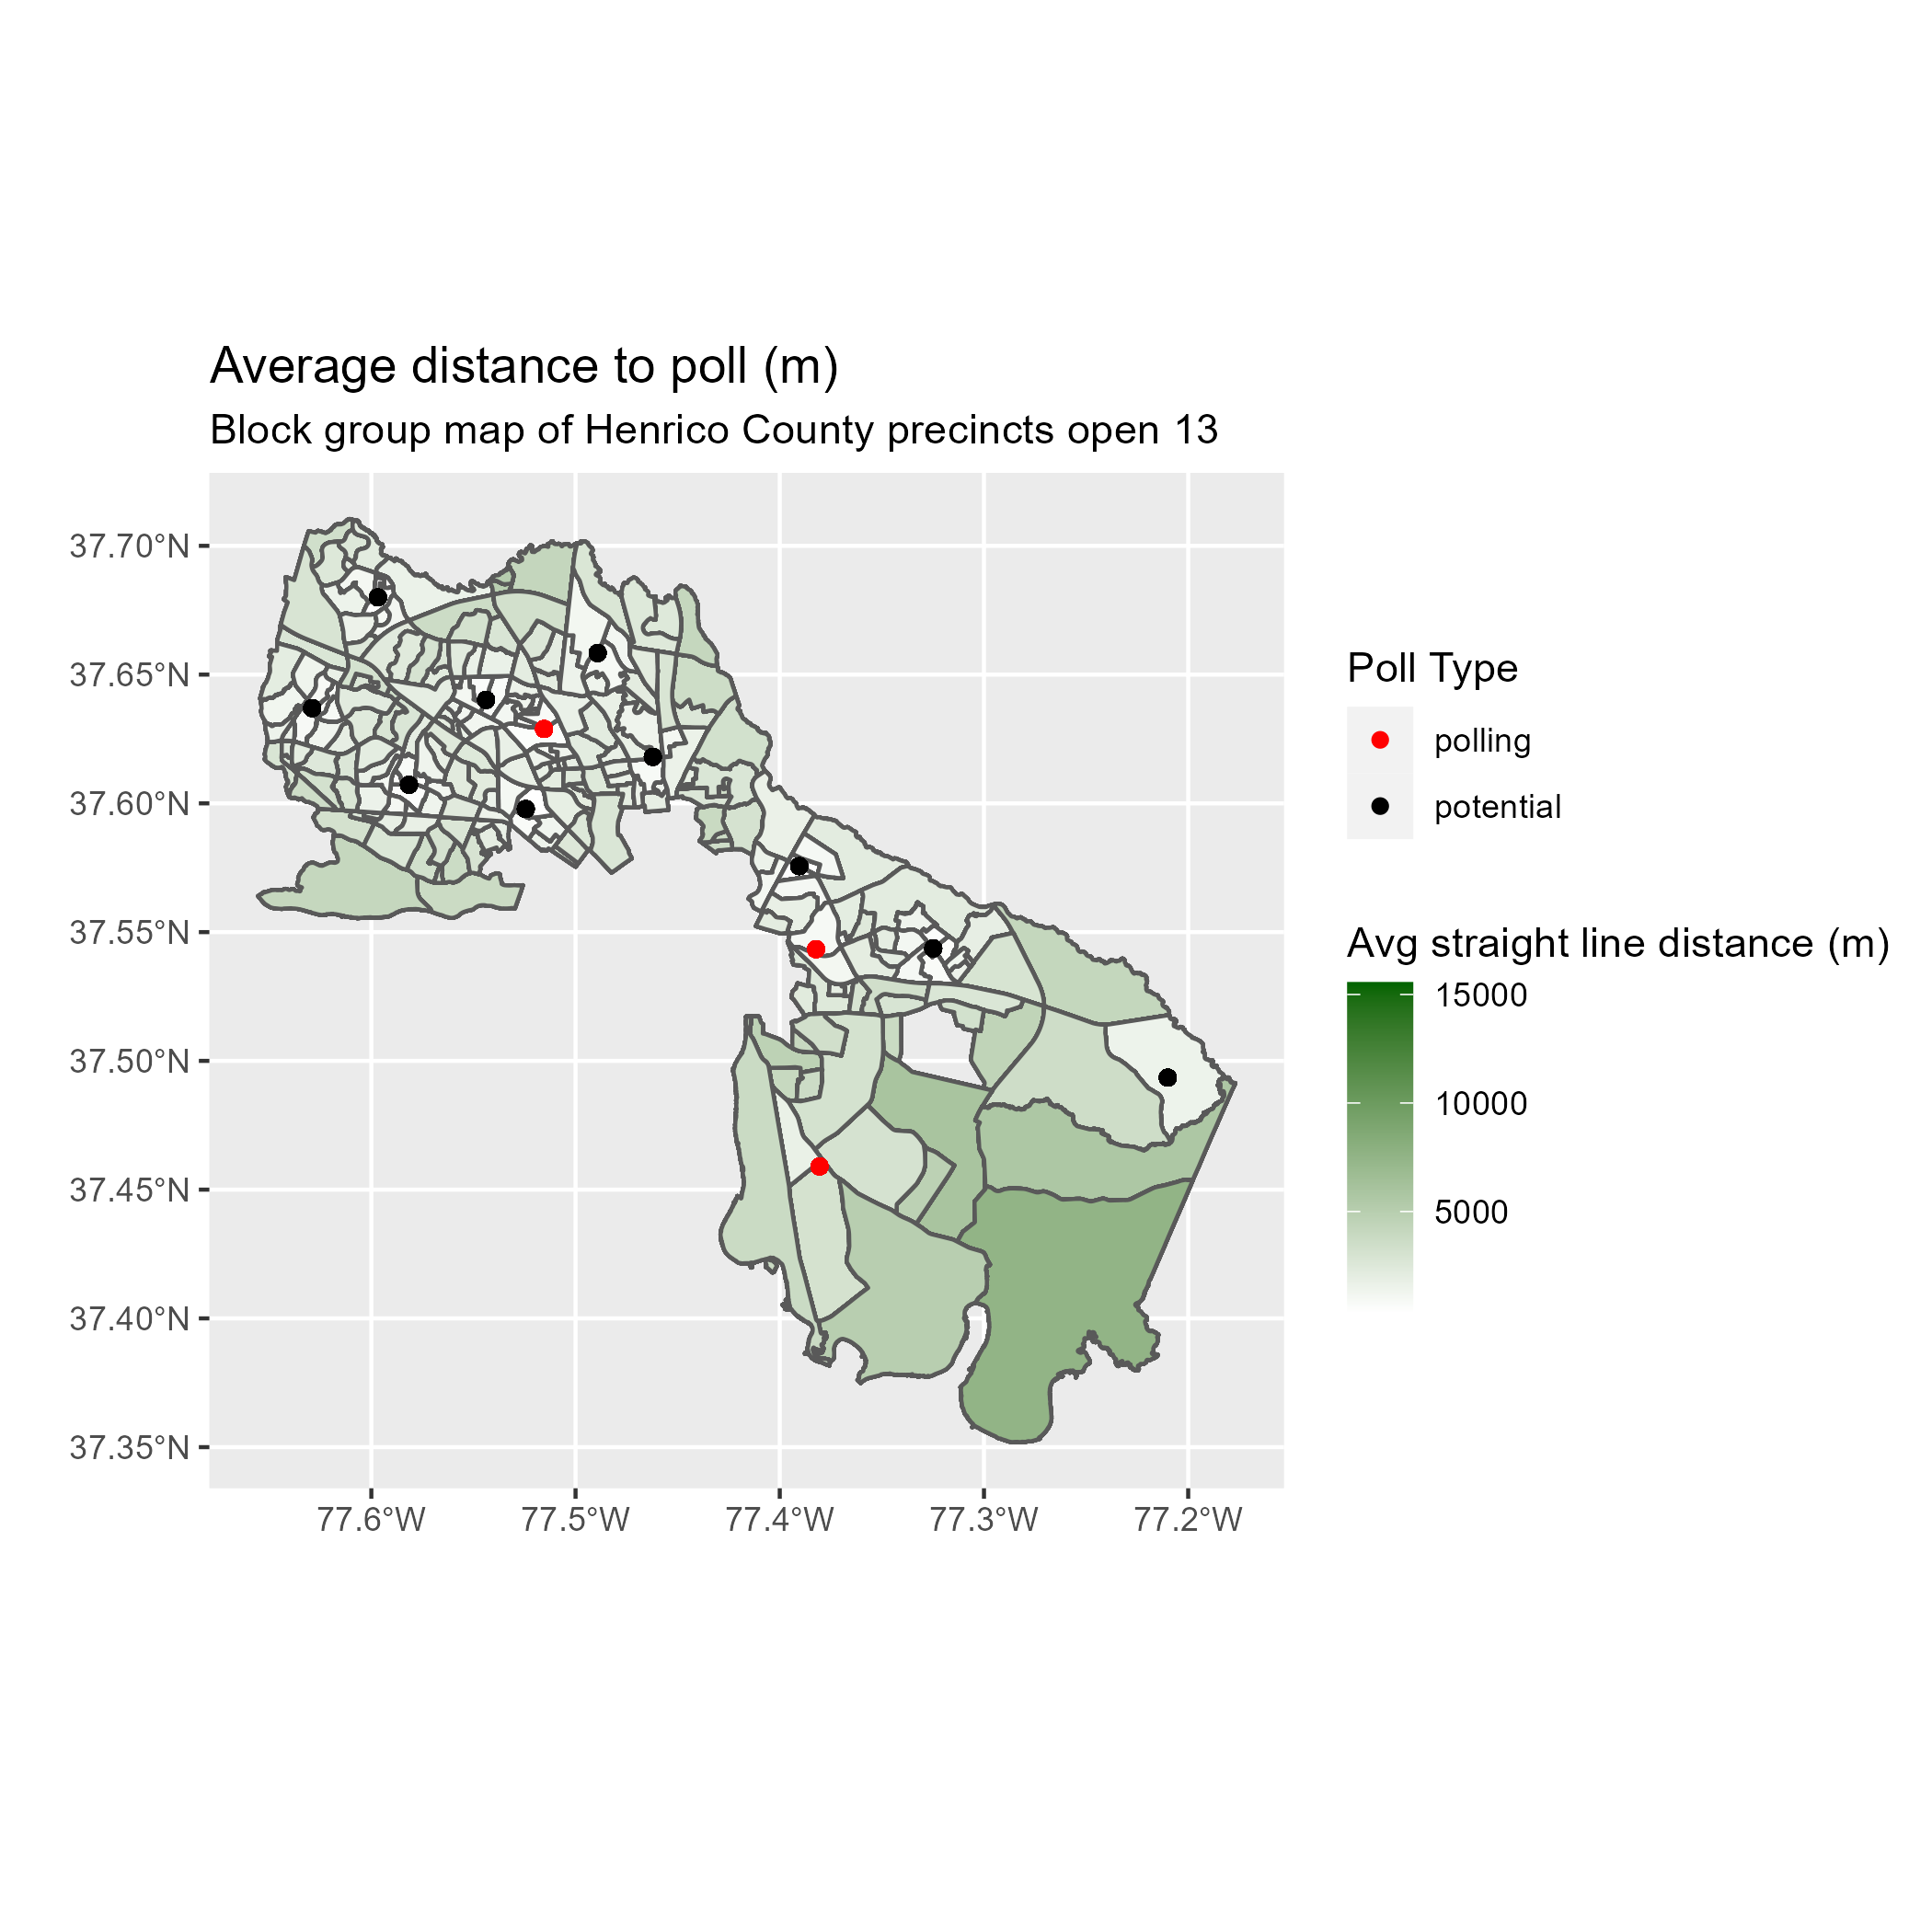 Average distance to poll (m)
Block group map of Henrico County precincts open 13
37.70°N
37.65°N
37.60°N
37.55°N
37.50°N
37.45°N
37.40°N
37.35°N
77.6°W
77.5°W
77.4°W
77.3°W
77.2°W
Poll Type
polling
potential
Avg straight line distance (m)
15000
10000
5000